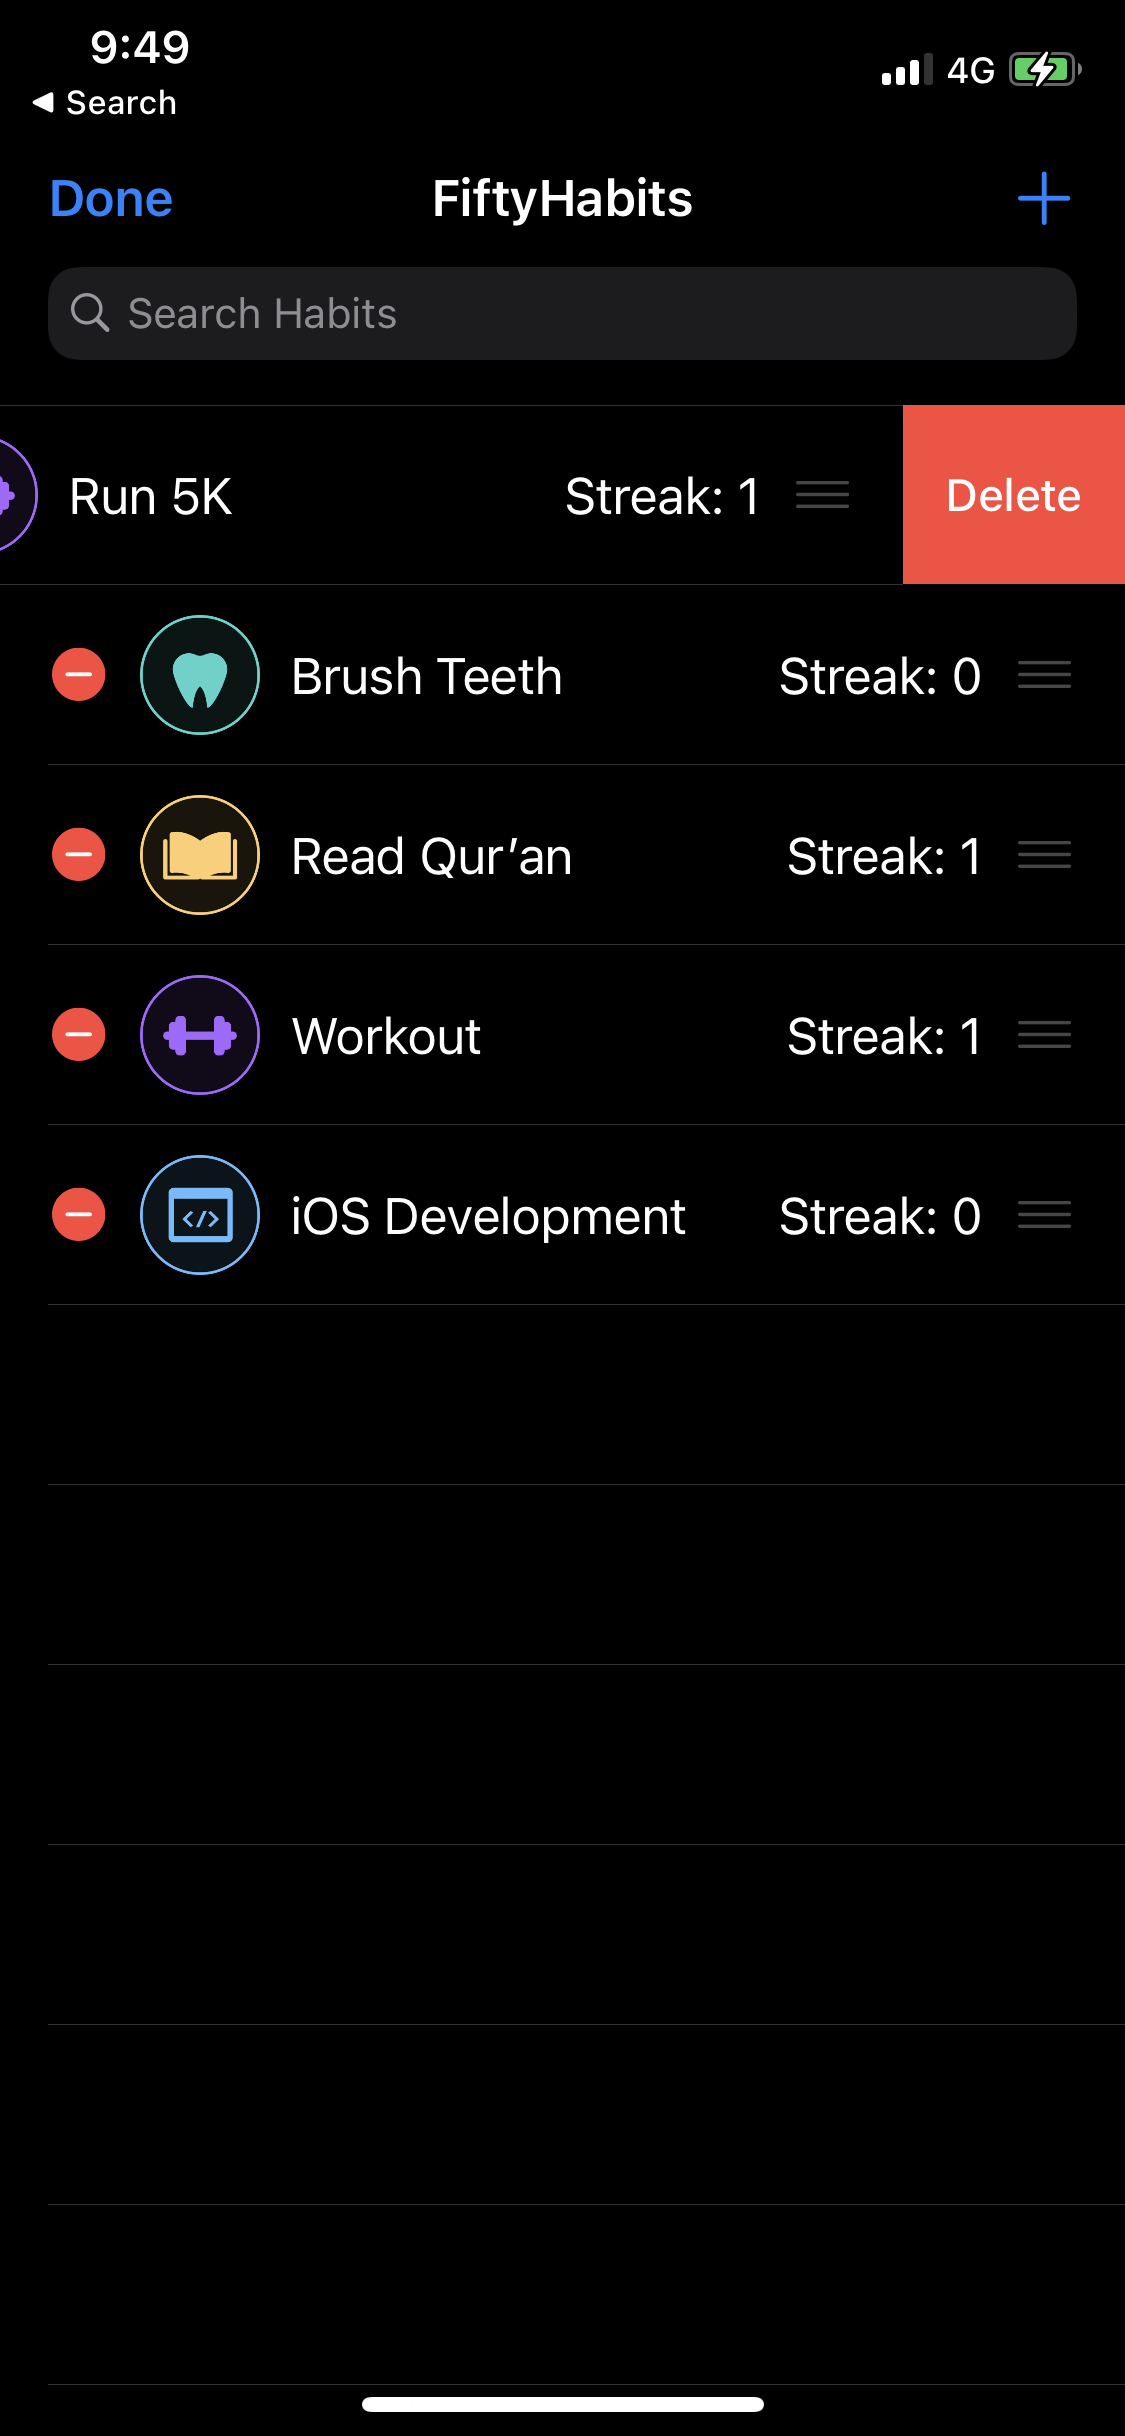 9:49
4G
◀ Search
Done FiftyHabits +
Search Habits
Run 5K Streak: 1 Delete
Brush Teeth Streak: 0
Read Qur’an Streak: 1
Workout Streak: 1
</> iOS Development Streak: 0